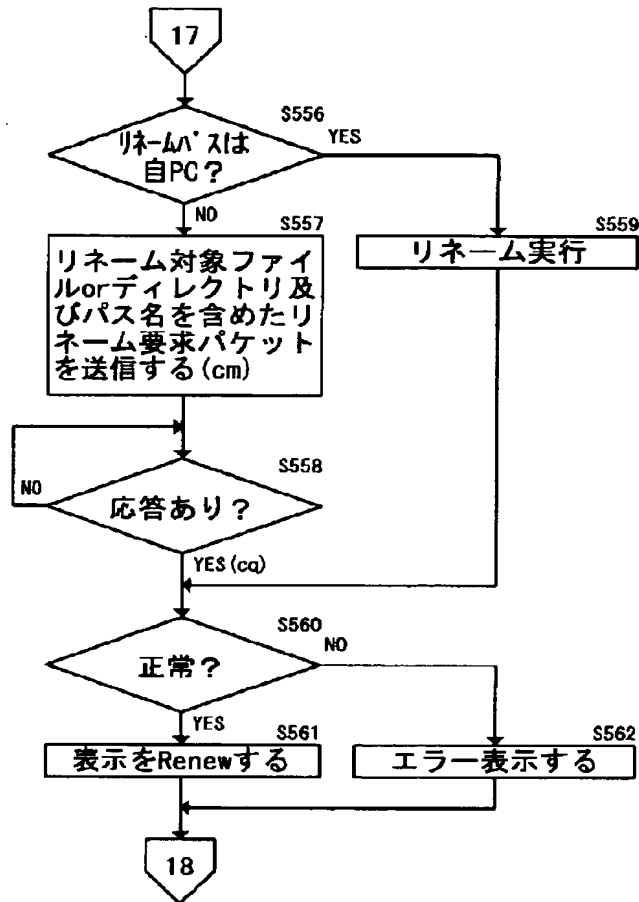 17
S556
リネームパスは
自PC?
YES
NO
S557
リネーム対象ファイ
ルorディレクトリ及
びパス名を含めたリ
ネーム要求パケット
を送信する(cm)
S559
リネーム実行
S558
NO
応答あり?
YES(cq)
S560
正常?
NO
YES
S561
表示をRenewする
S562
エラー表示する
18